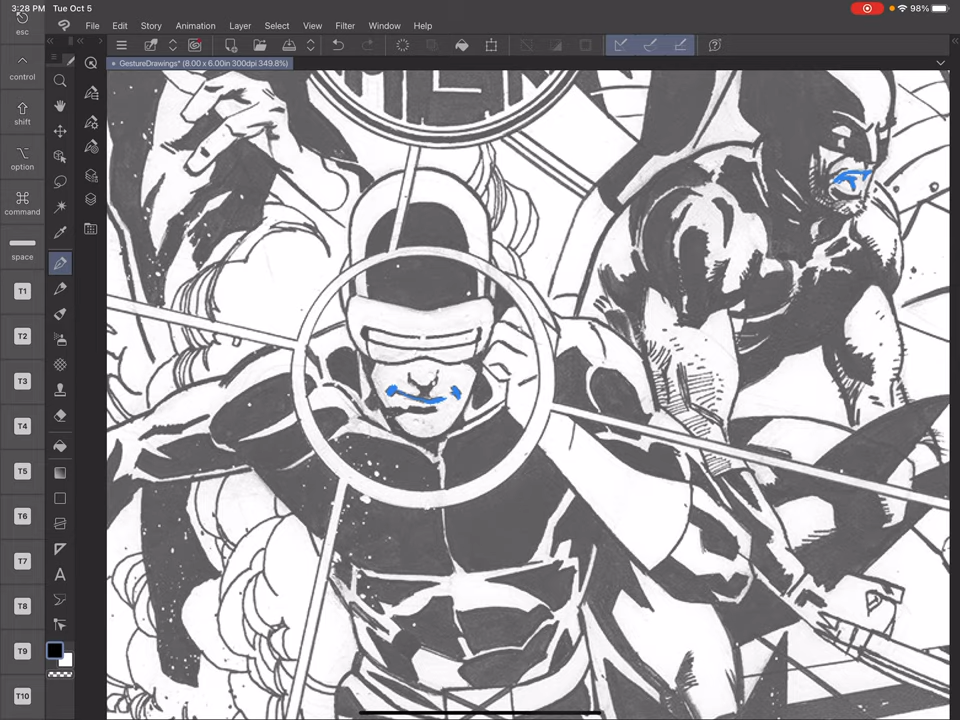 3:28 PM Tue Oct 5
98%
File Edit Story Animation Layer Select View Filter Window Help
* GestureDrawings* (8.00 x 6.00in 300dpi 349.8%)
esc
control
shift
option
command
space
T1
T2
T3
T4
T5
T6
T7
T8
T9
T10
A